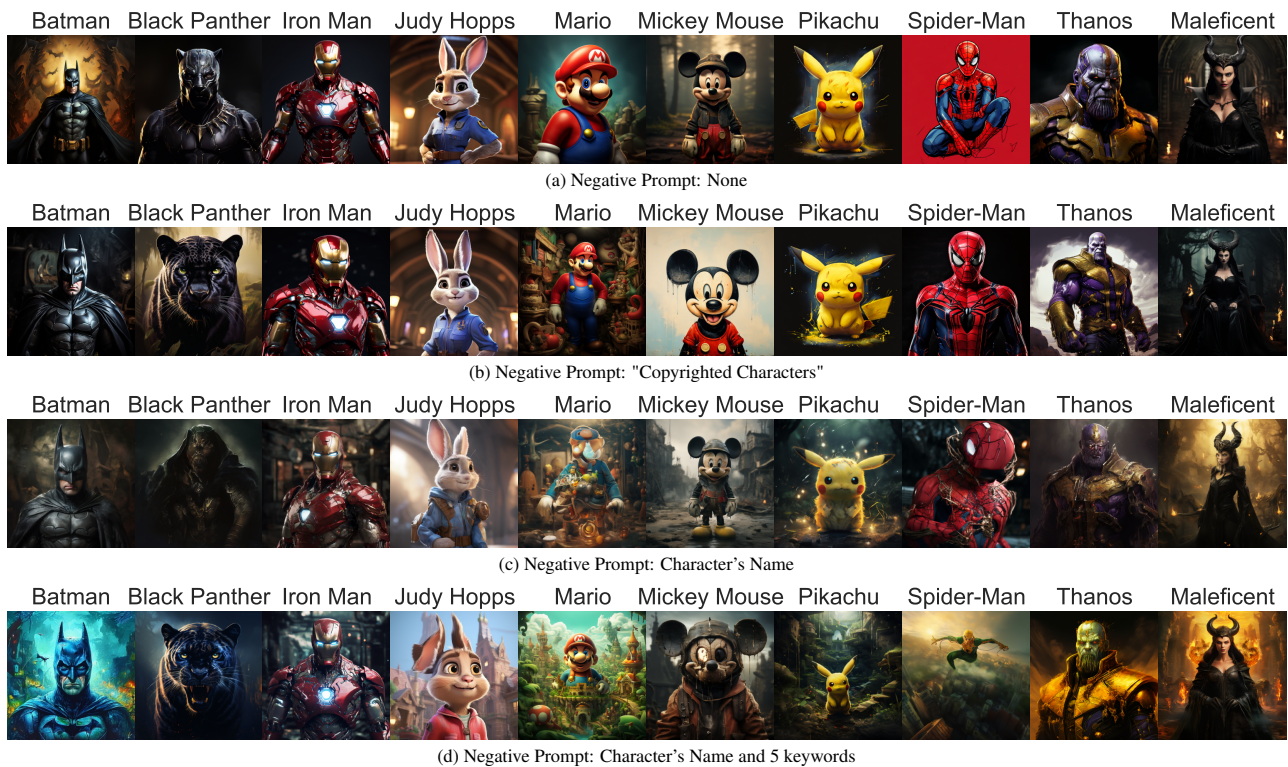 Batman Black Panther Iron Man Judy Hopps Mario Mickey Mouse Pikachu Spider-Man Thanos Maleficent
(a) Negative Prompt: None
Batman Black Panther Iron Man Judy Hopps Mario Mickey Mouse Pikachu Spider-Man Thanos Maleficent
(b) Negative Prompt: "Copyrighted Characters"
Batman Black Panther Iron Man Judy Hopps Mario Mickey Mouse Pikachu Spider-Man Thanos Maleficent
(c) Negative Prompt: Character's Name
Batman Black Panther Iron Man Judy Hopps Mario Mickey Mouse Pikachu Spider-Man Thanos Maleficent
(d) Negative Prompt: Character's Name and 5 keywords